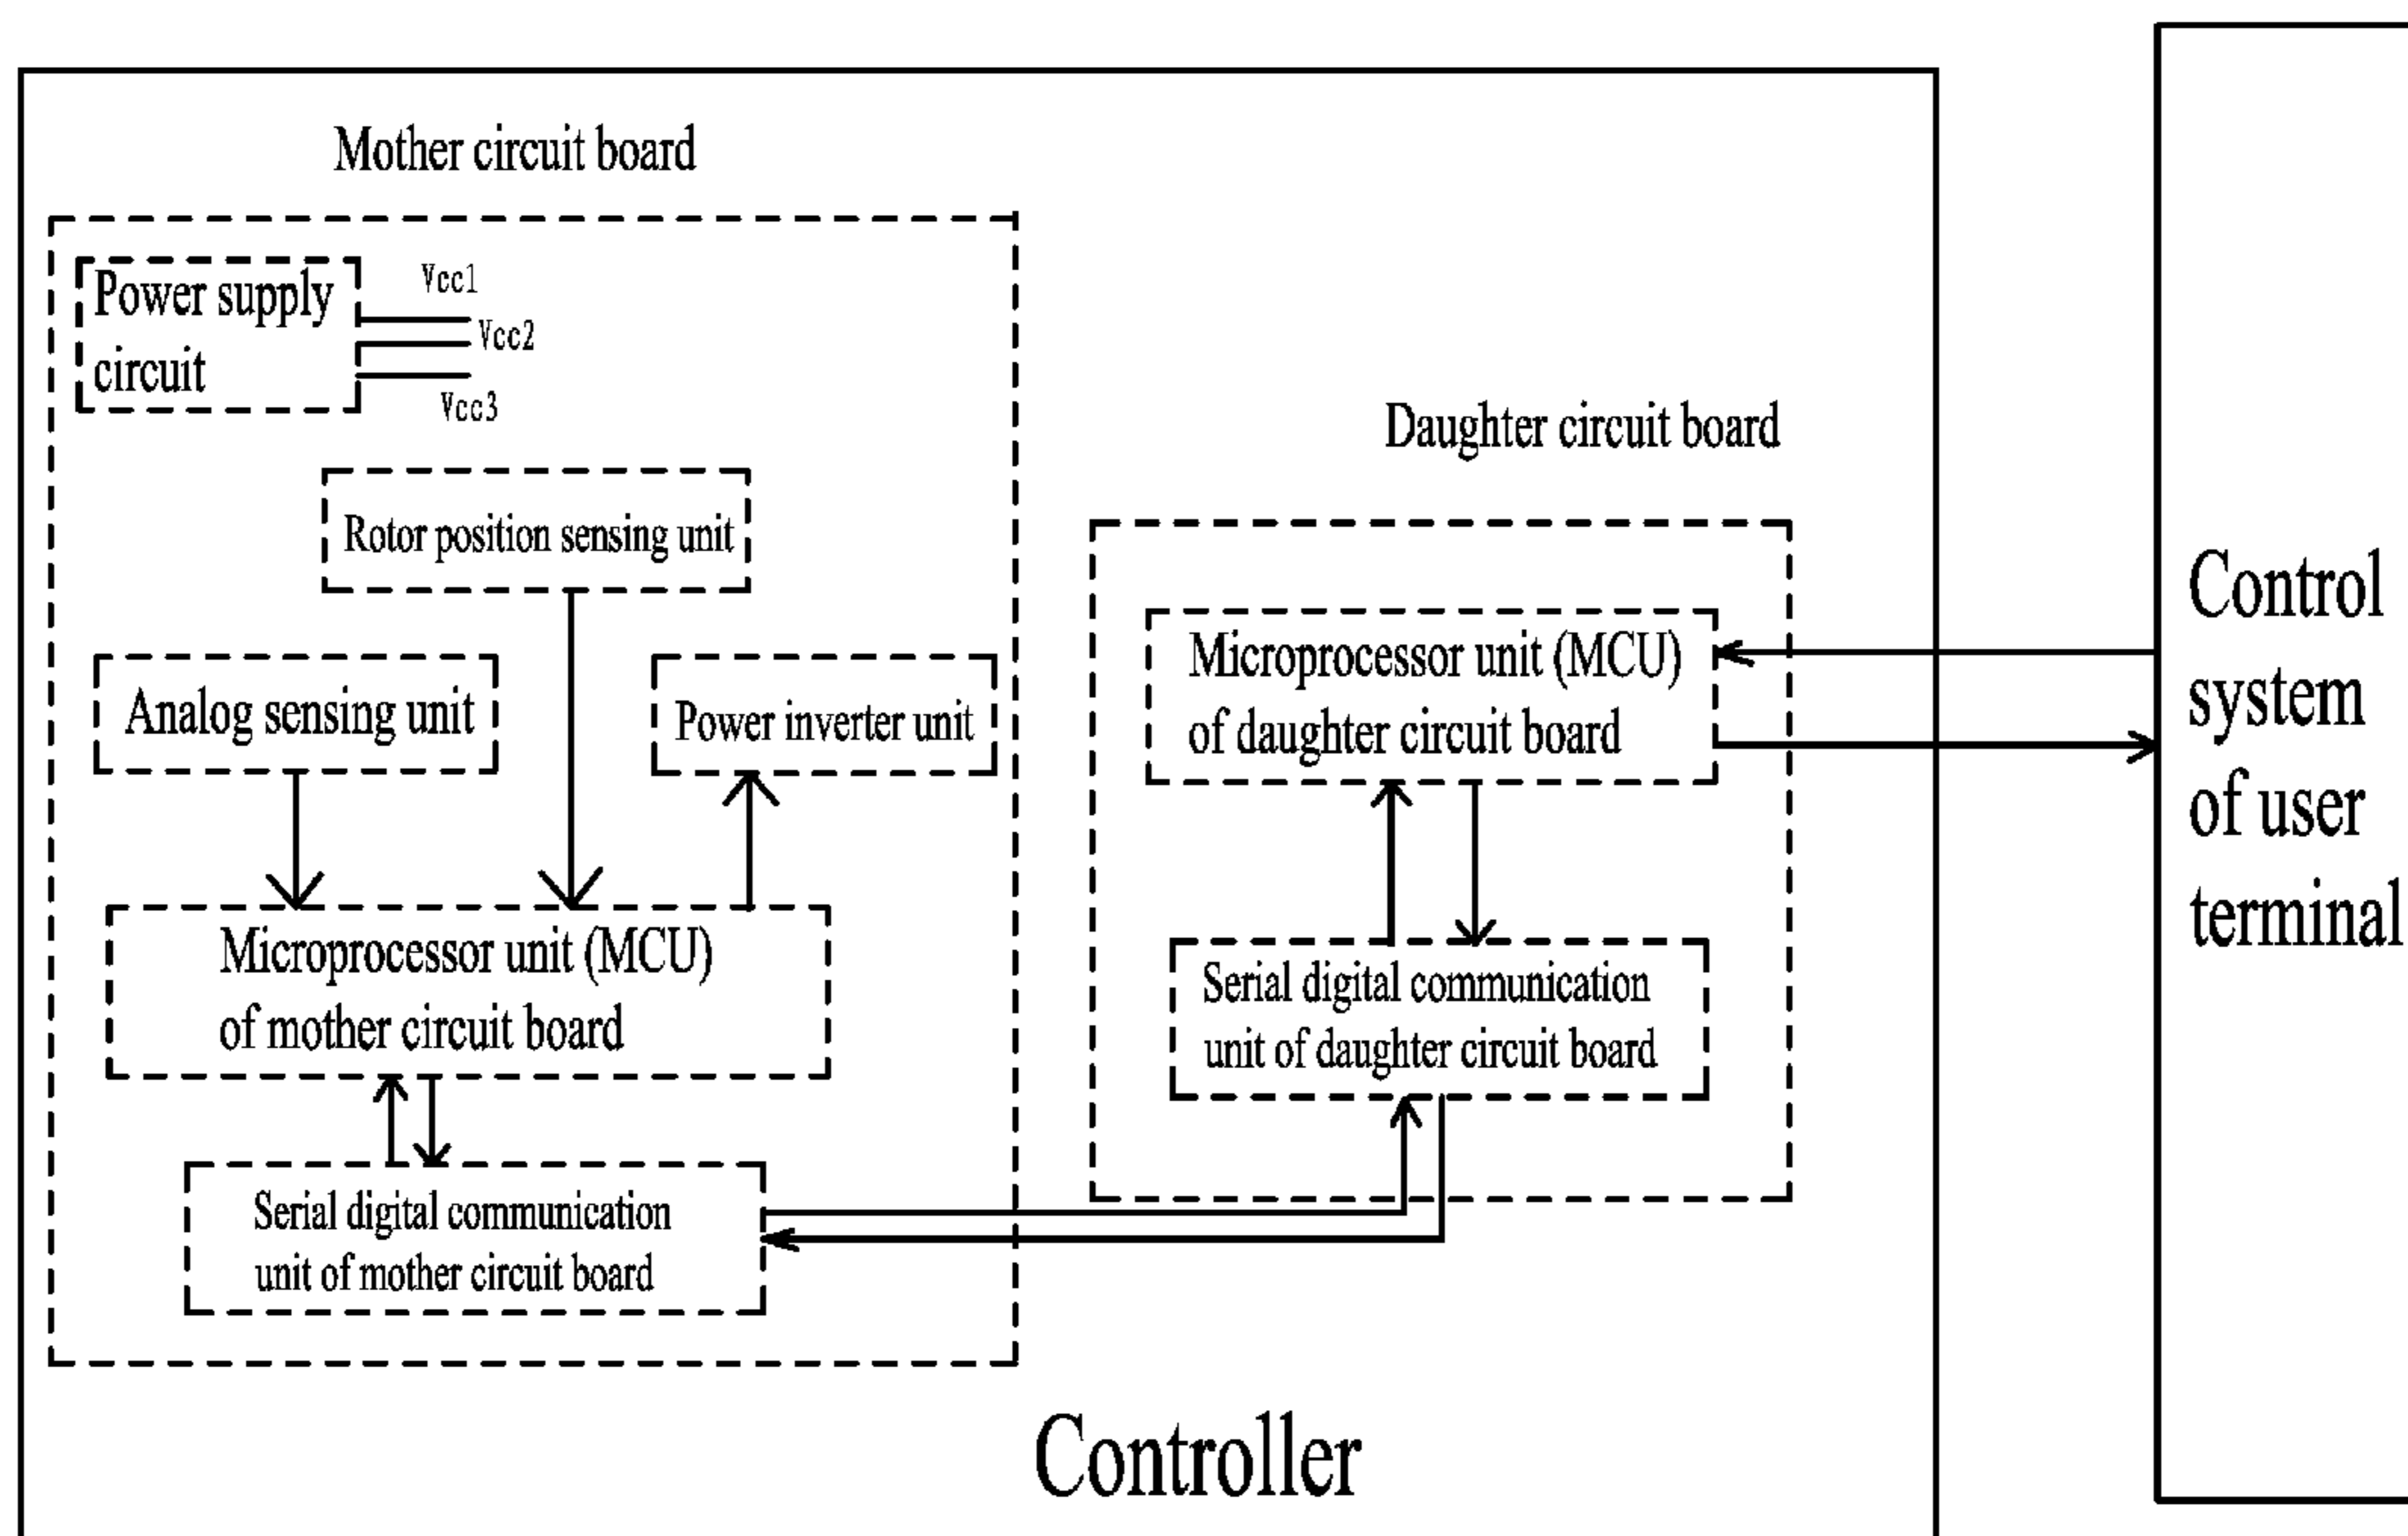 Mother circuit board
Power supply
circuit
Vcc1
Vcc2
Vcc3
Rotor position sensing unit
Analog sensing unit
Power inverter unit
Microprocessor unit (MCU)
of mother circuit board
Serial digital communication
unit of mother circuit board
Daughter circuit board
Microprocessor unit (MCU)
of daughter circuit board
Serial digital communication
unit of daughter circuit board
Controller
Control
system
of user
terminal